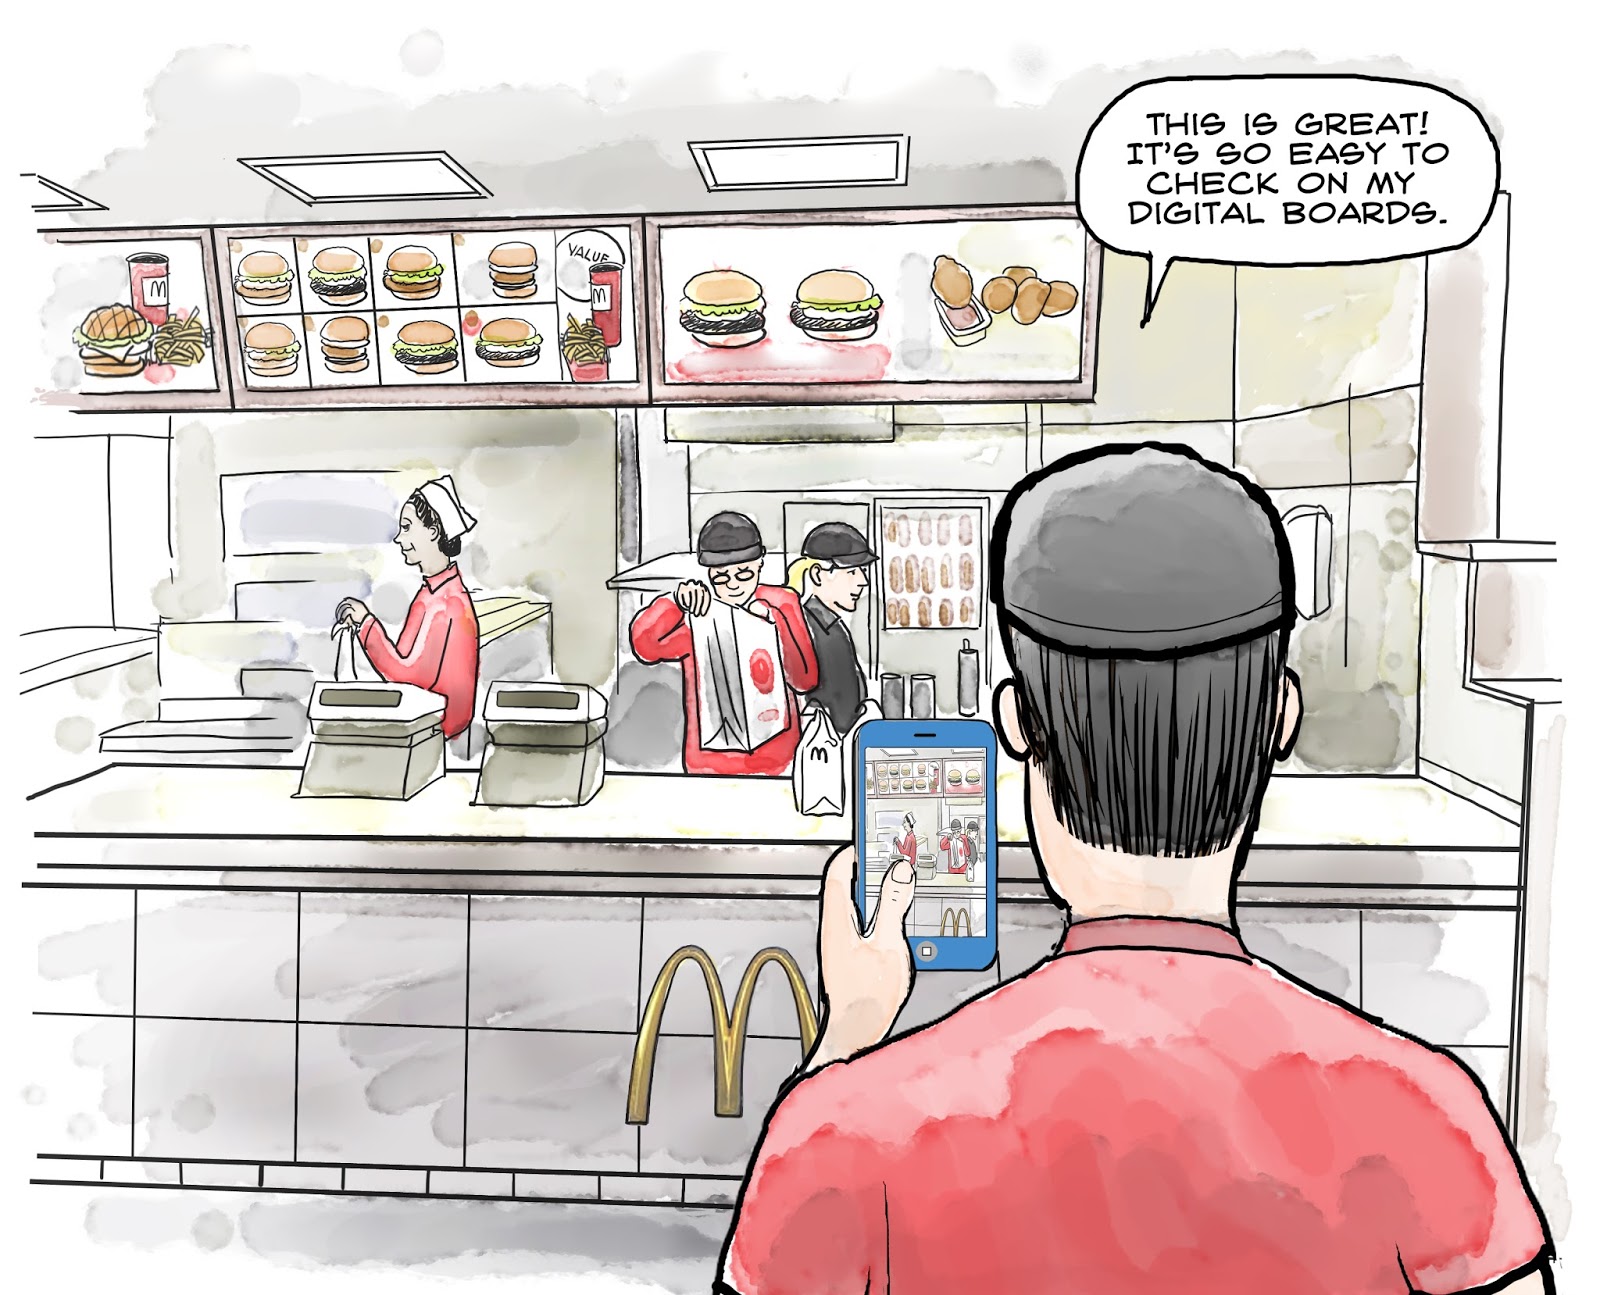 THIS IS GREAT!
IT'S SO EASY TO
CHECK ON MY
DIGITAL BOARDS.
VALUE
M
M
M